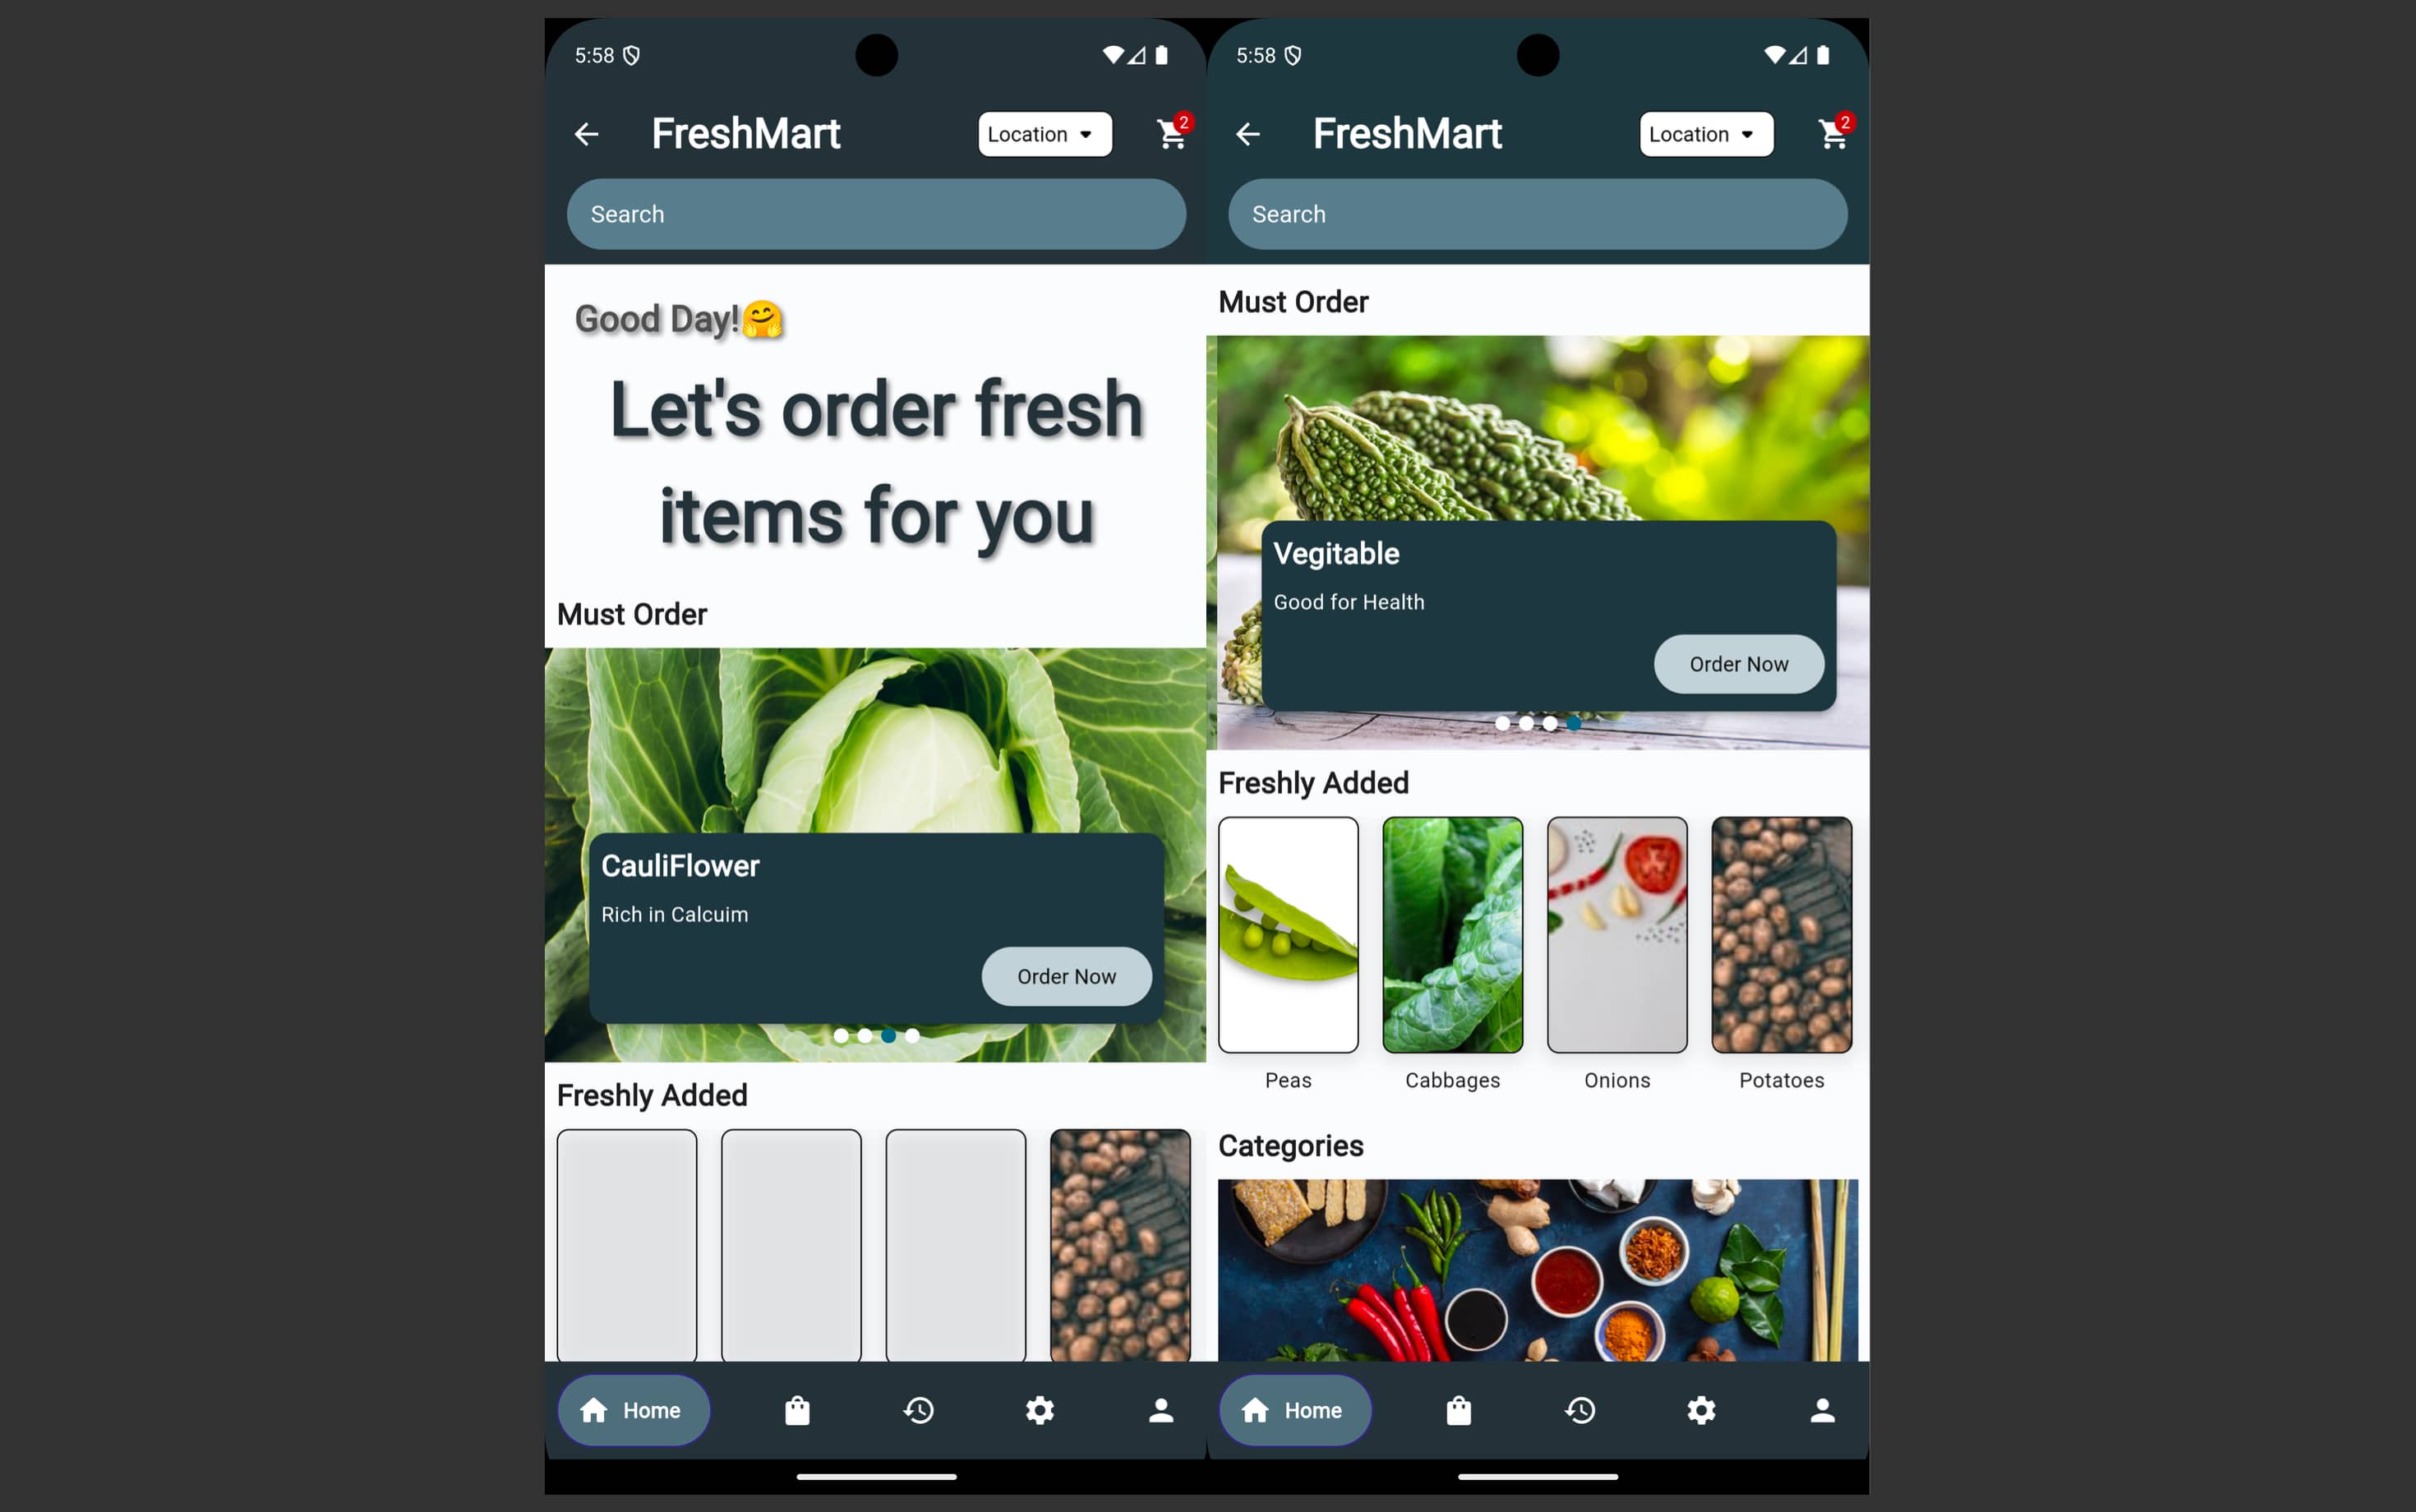 5:58
FreshMart
Location
2
Search
Good Day!🤗
Let's order fresh
items for you
Must Order
CauliFlower
Rich in Calcuim
Order Now
Freshly Added
Home
5:58
FreshMart
Location
2
Search
Must Order
Vegitable
Good for Health
Order Now
Freshly Added
Peas
Cabbages
Onions
Potatoes
Categories
Home